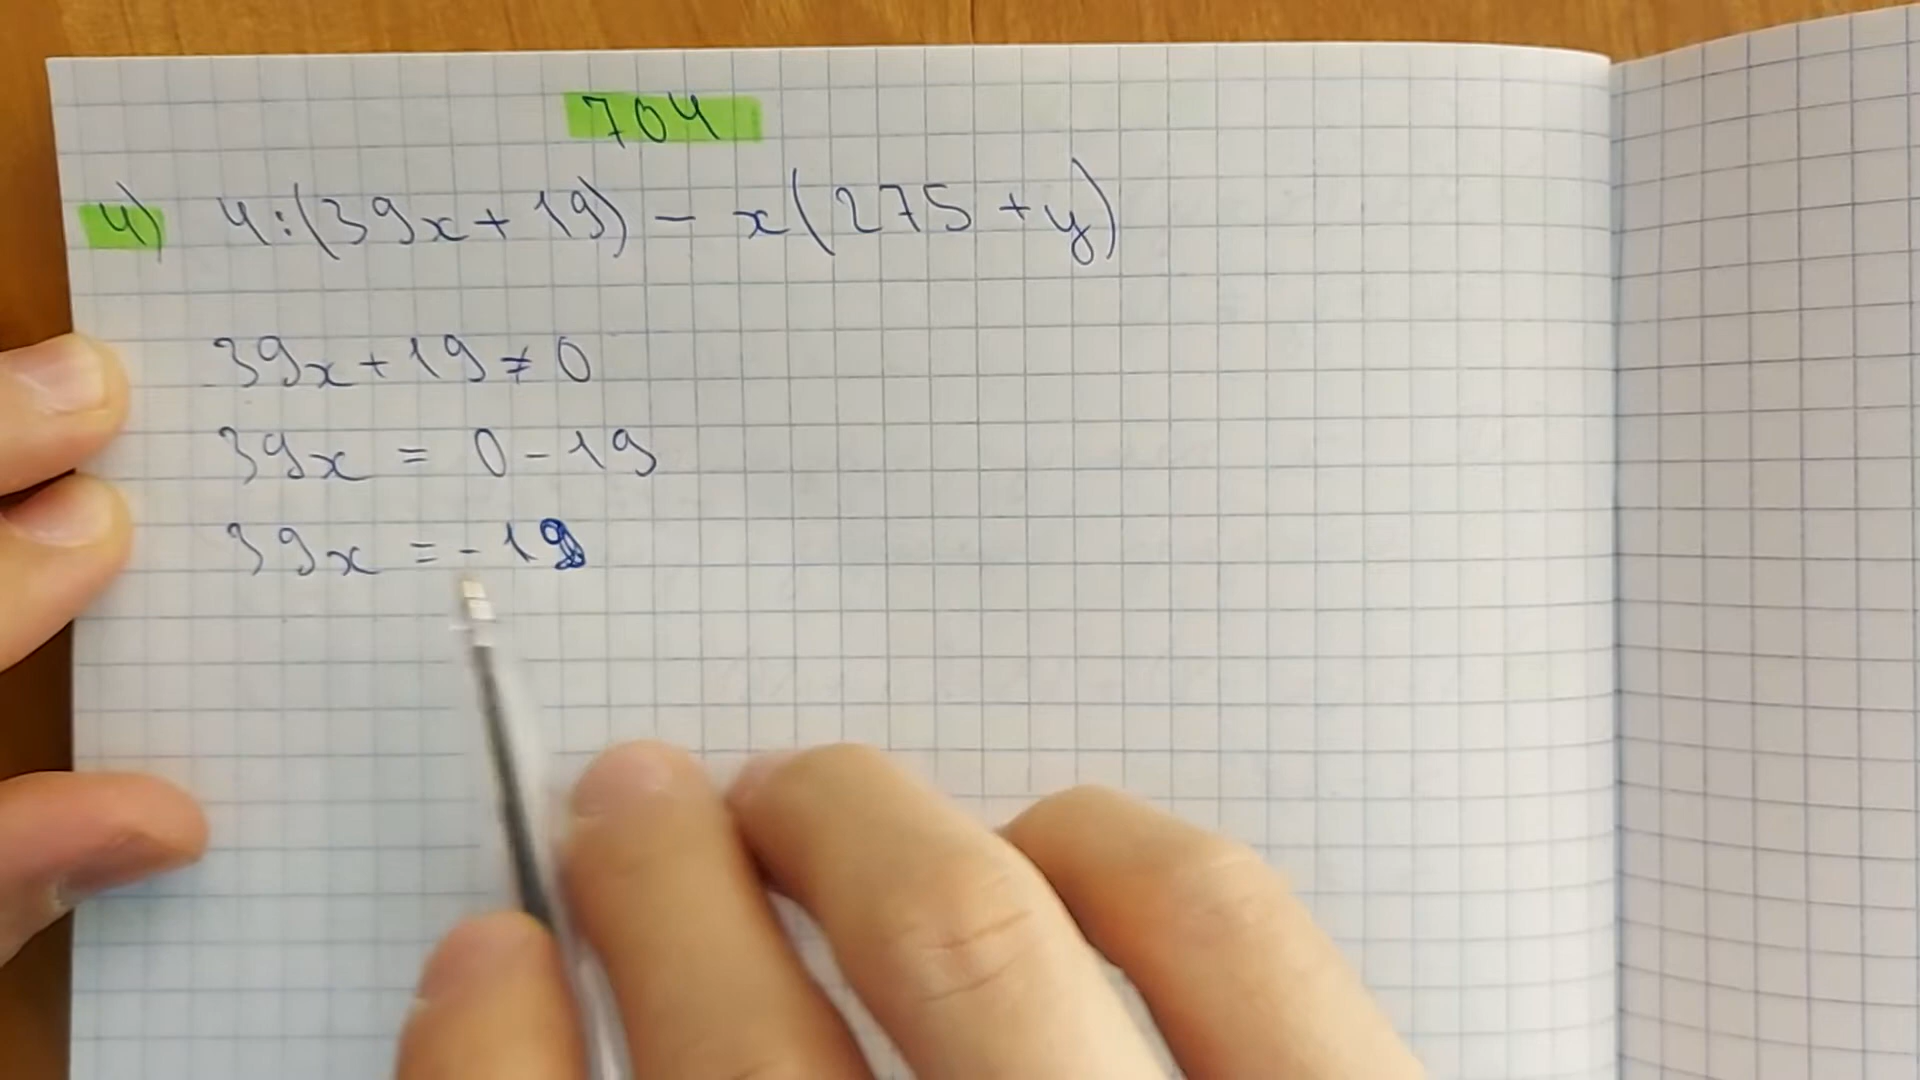 704
4) 4:(39x+19) - x(275+y)
39x+19≠0
39x = 0-19
39x = -19